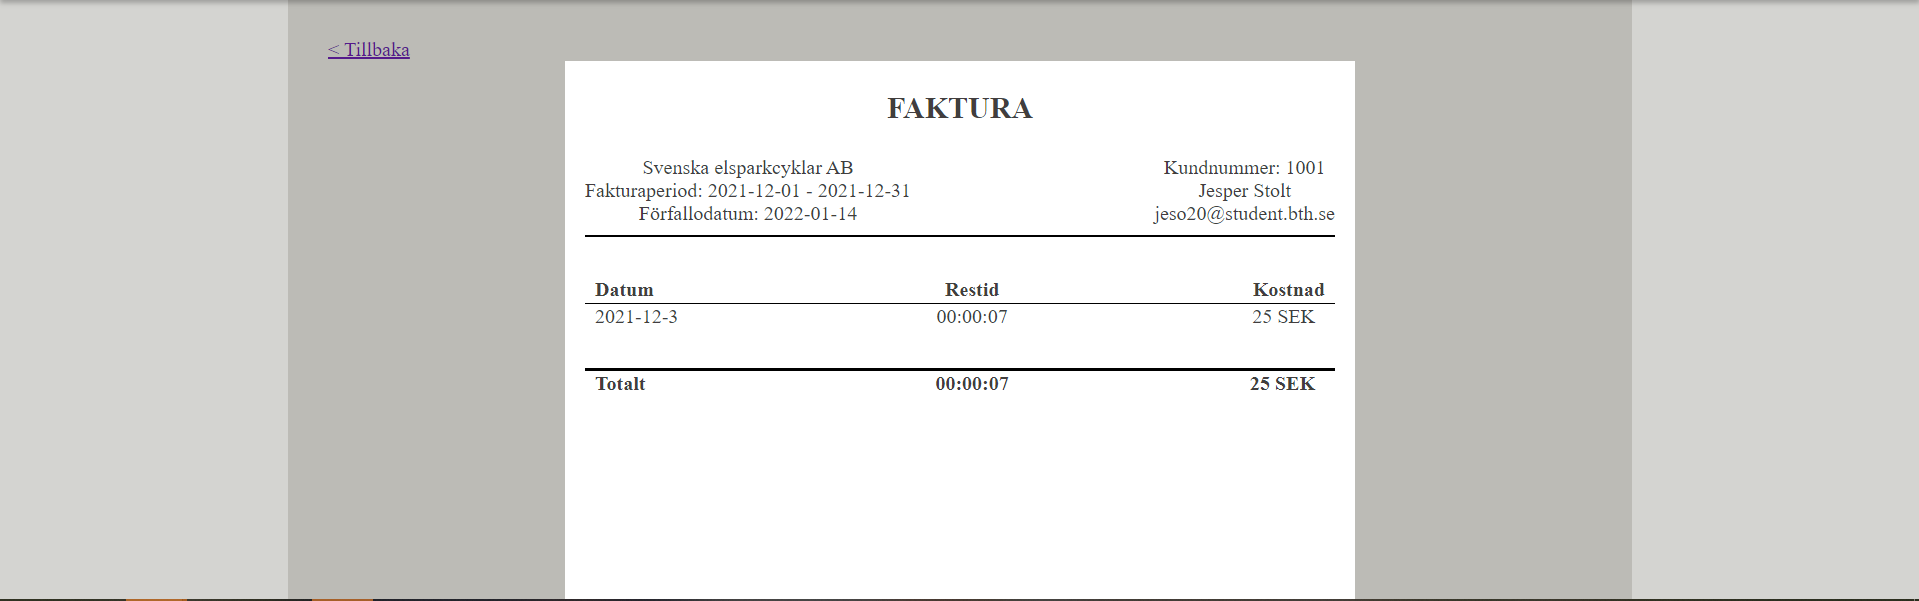 < Tillbaka
FAKTURA
Svenska elsparkcyklar AB
Fakturaperiod: 2021-12-01 - 2021-12-31
Förfallodatum: 2022-01-14
Kundnummer: 1001
Jesper Stolt
jeso20@student.bth.se
Datum Restid Kostnad
2021-12-3 00:00:07 25 SEK
Totalt 00:00:07 25 SEK